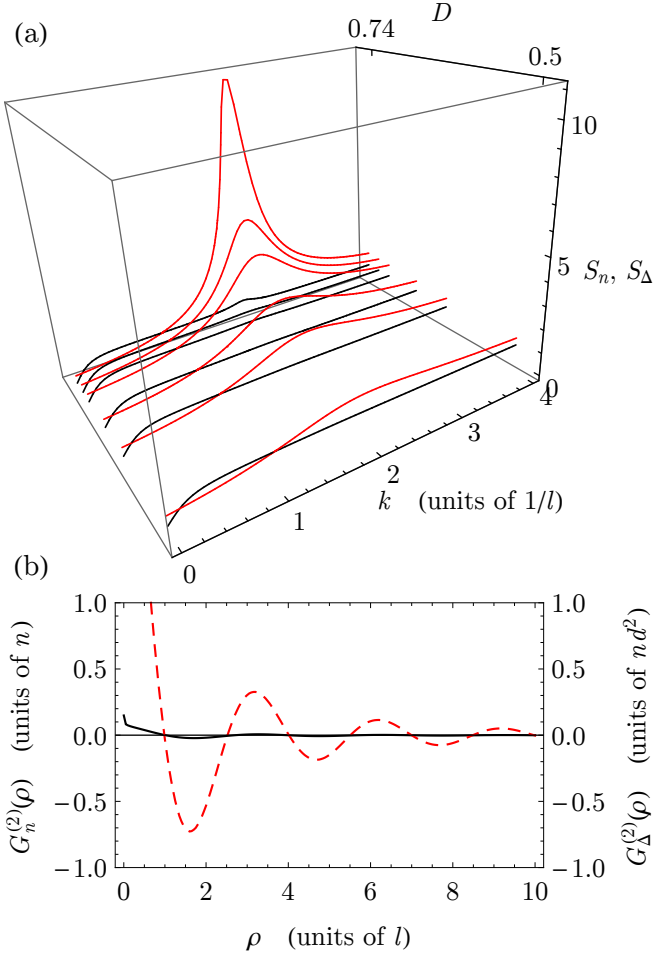 (a)
D
0.74
0.5
10
5
S_n, S_Δ
0
4
3
2
k (units of 1/l)
1
0
(b)
1.0
0.5
0.0
−0.5
−1.0
G_n^(2)(ρ) (units of n)
1.0
0.5
0.0
−0.5
−1.0
G_Δ^(2)(ρ) (units of nd²)
0 2 4 6 8 10
ρ (units of l)